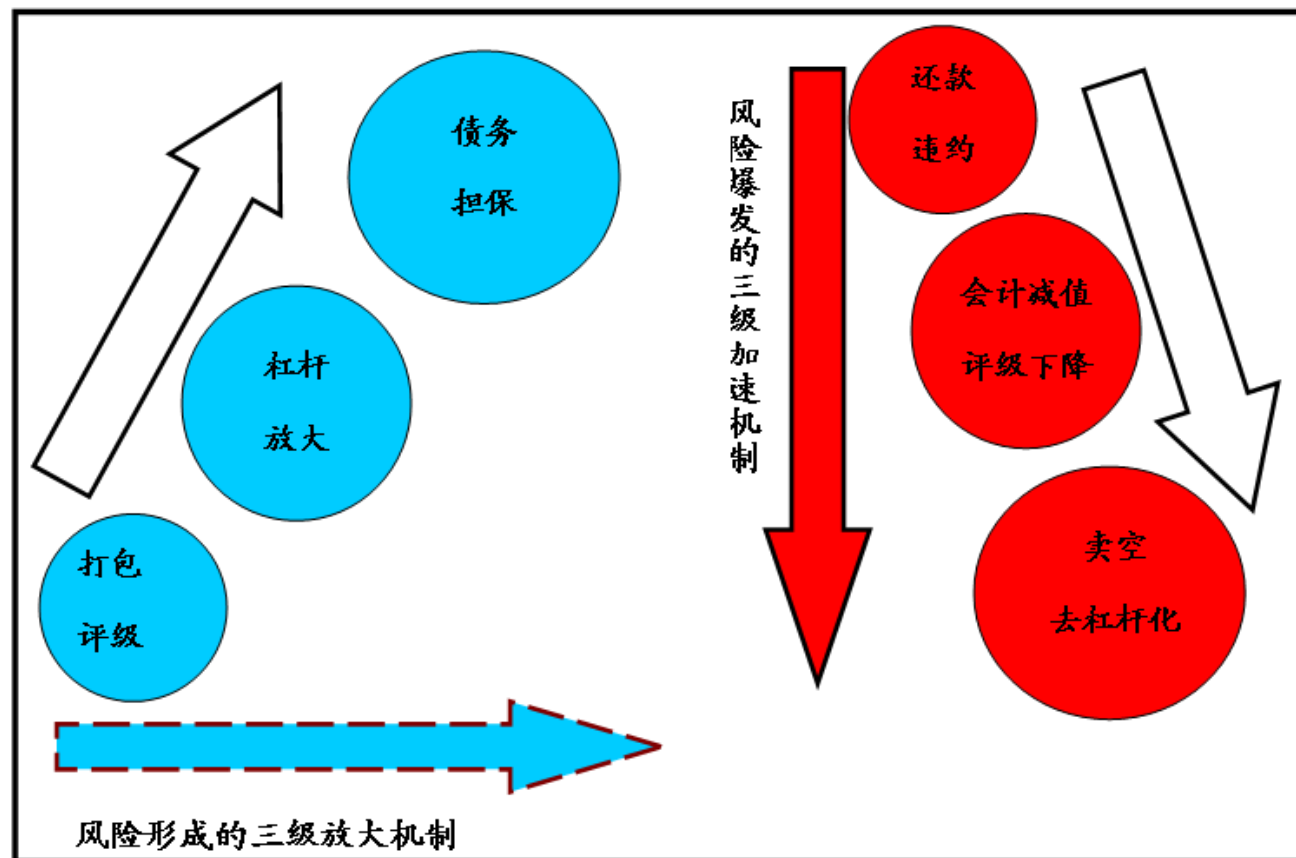 债务
担保
杠杆
放大
打包
评级
风险形成的三级放大机制
风险爆发的三级加速机制
还款
违约
会计减值
评级下降
卖空
去杠杆化